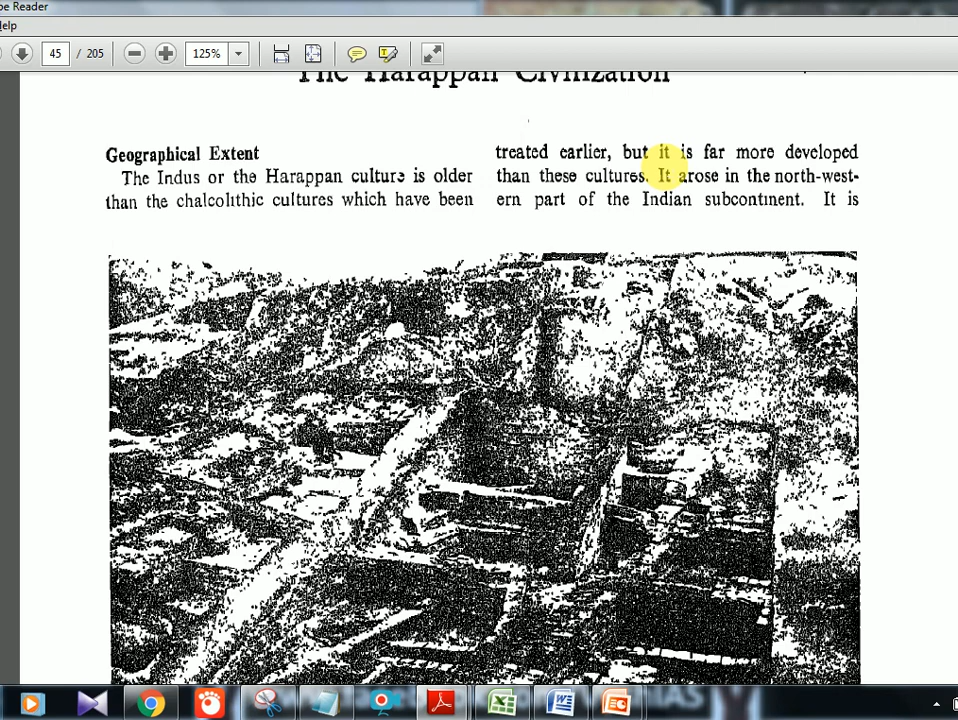 be Reader
Help
45 / 205 125%
The Harappan Civilization
Geographical Extent
The Indus or the Harappan culture is older
than the chalcolithic cultures which have been
treated earlier, but it is far more developed
than these cultures. It arose in the north-west-
ern part of the Indian subcontinent. It is